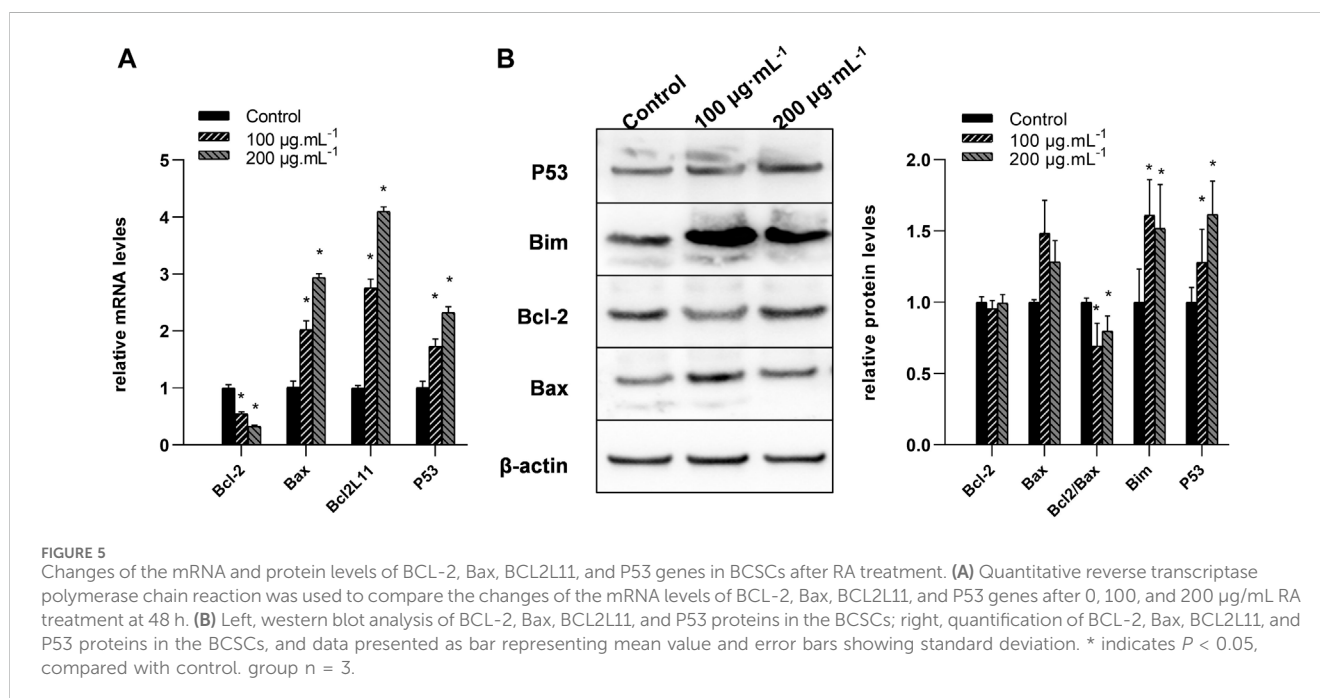 A
Control
100 µg.mL-1
200 µg.mL-1
relative mRNA levles
5
4
3
2
1
0
*
*
*
*
*
*
*
*
Bcl-2
Bax
Bcl2L11
P53
B
Control
100 µg·mL-1
200 µg·mL-1
P53
Bim
Bcl-2
Bax
β-actin
Control
100 µg.mL-1
200 µg.mL-1
relative protein levles
2.0
1.5
1.0
0.5
0.0
*
*
*
*
*
*
Bcl-2
Bax
Bcl2/Bax
Bim
P53
FIGURE 5
Changes of the mRNA and protein levels of BCL-2, Bax, BCL2L11, and P53 genes in BCSCs after RA treatment. (A) Quantitative reverse transcriptase
polymerase chain reaction was used to compare the changes of the mRNA levels of BCL-2, Bax, BCL2L11, and P53 genes after 0, 100, and 200 µg/mL RA
treatment at 48 h. (B) Left, western blot analysis of BCL-2, Bax, BCL2L11, and P53 proteins in the BCSCs; right, quantification of BCL-2, Bax, BCL2L11, and
P53 proteins in the BCSCs, and data presented as bar representing mean value and error bars showing standard deviation. * indicates P < 0.05,
compared with control. group n = 3.